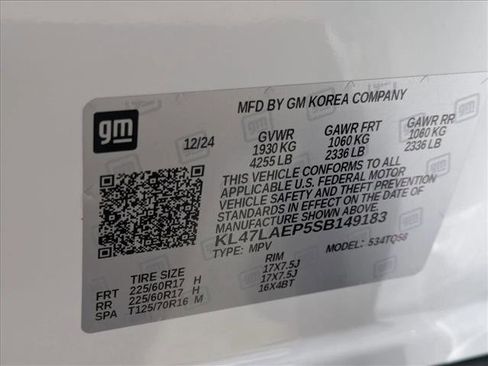 MFD BY GM KOREA COMPANY
gm
12/24
GVWR GAWR FRT GAWR RR
1930 KG 1060 KG 1060 KG
4255 LB 2336 LB 2336 LB
THIS VEHICLE CONFORMS TO ALL
APPLICABLE U.S. FEDERAL MOTOR
VEHICLE SAFETY AND THEFT PREVENTION
STANDARDS IN EFFECT ON THE DATE OF
MANUFACTURE SHOWN ABOVE.
KL47LAEP5SB149183
TYPE: MPV MODEL: 534TQ58
TIRE SIZE RIM
FRT 225/60R17 H 17X7.5J
RR 225/60R17 H 17X7.5J
SPA T125/70R16 M 16X4BT